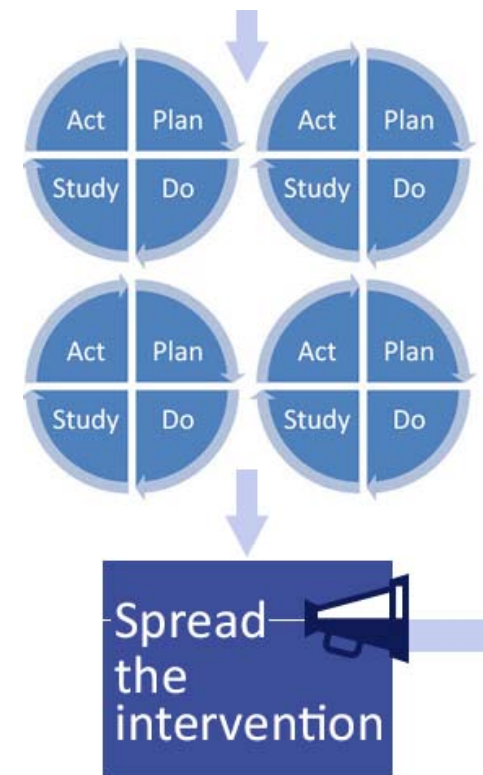 Act Plan Act Plan
Study Do Study Do
Act Plan Act Plan
Study Do Study Do
Spread
the
intervention